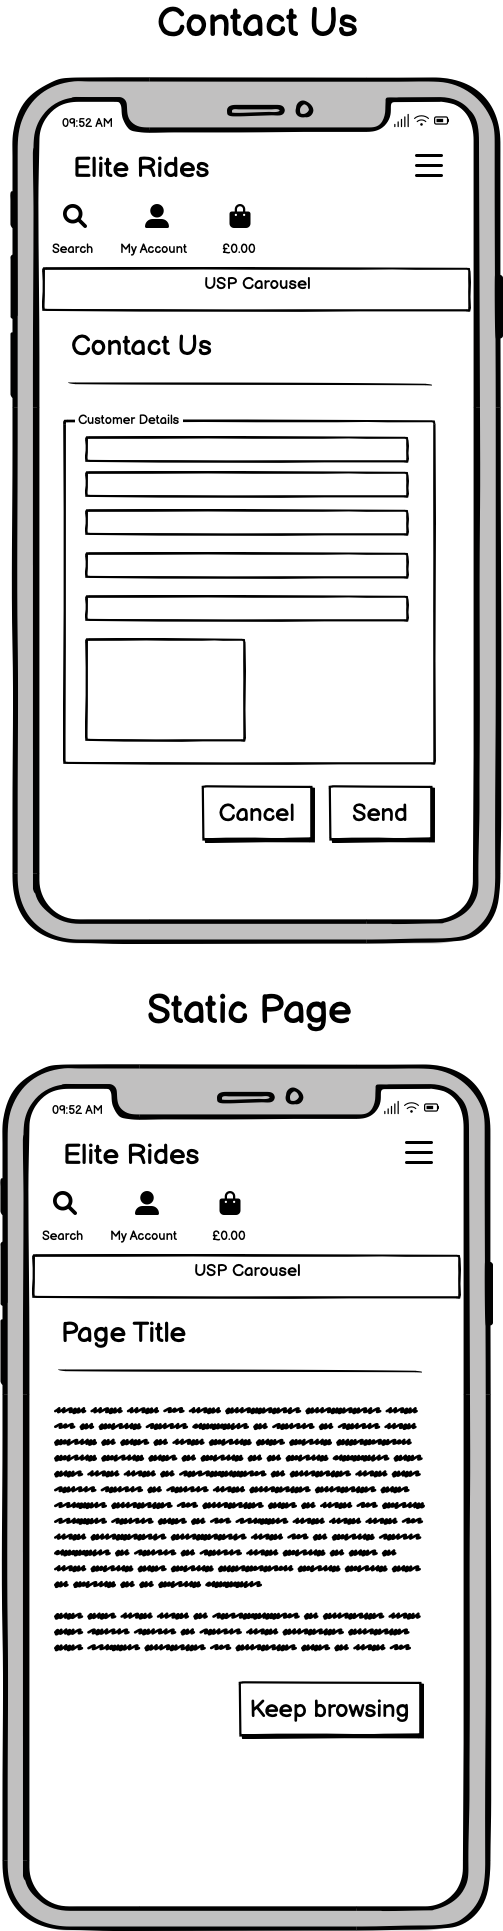 Contact Us
09:52 AM
Elite Rides
Search My Account £0.00
USP Carousel
Contact Us
Customer Details
Cancel Send
Static Page
09:52 AM
Elite Rides
Search My Account £0.00
USP Carousel
Page Title
Keep browsing